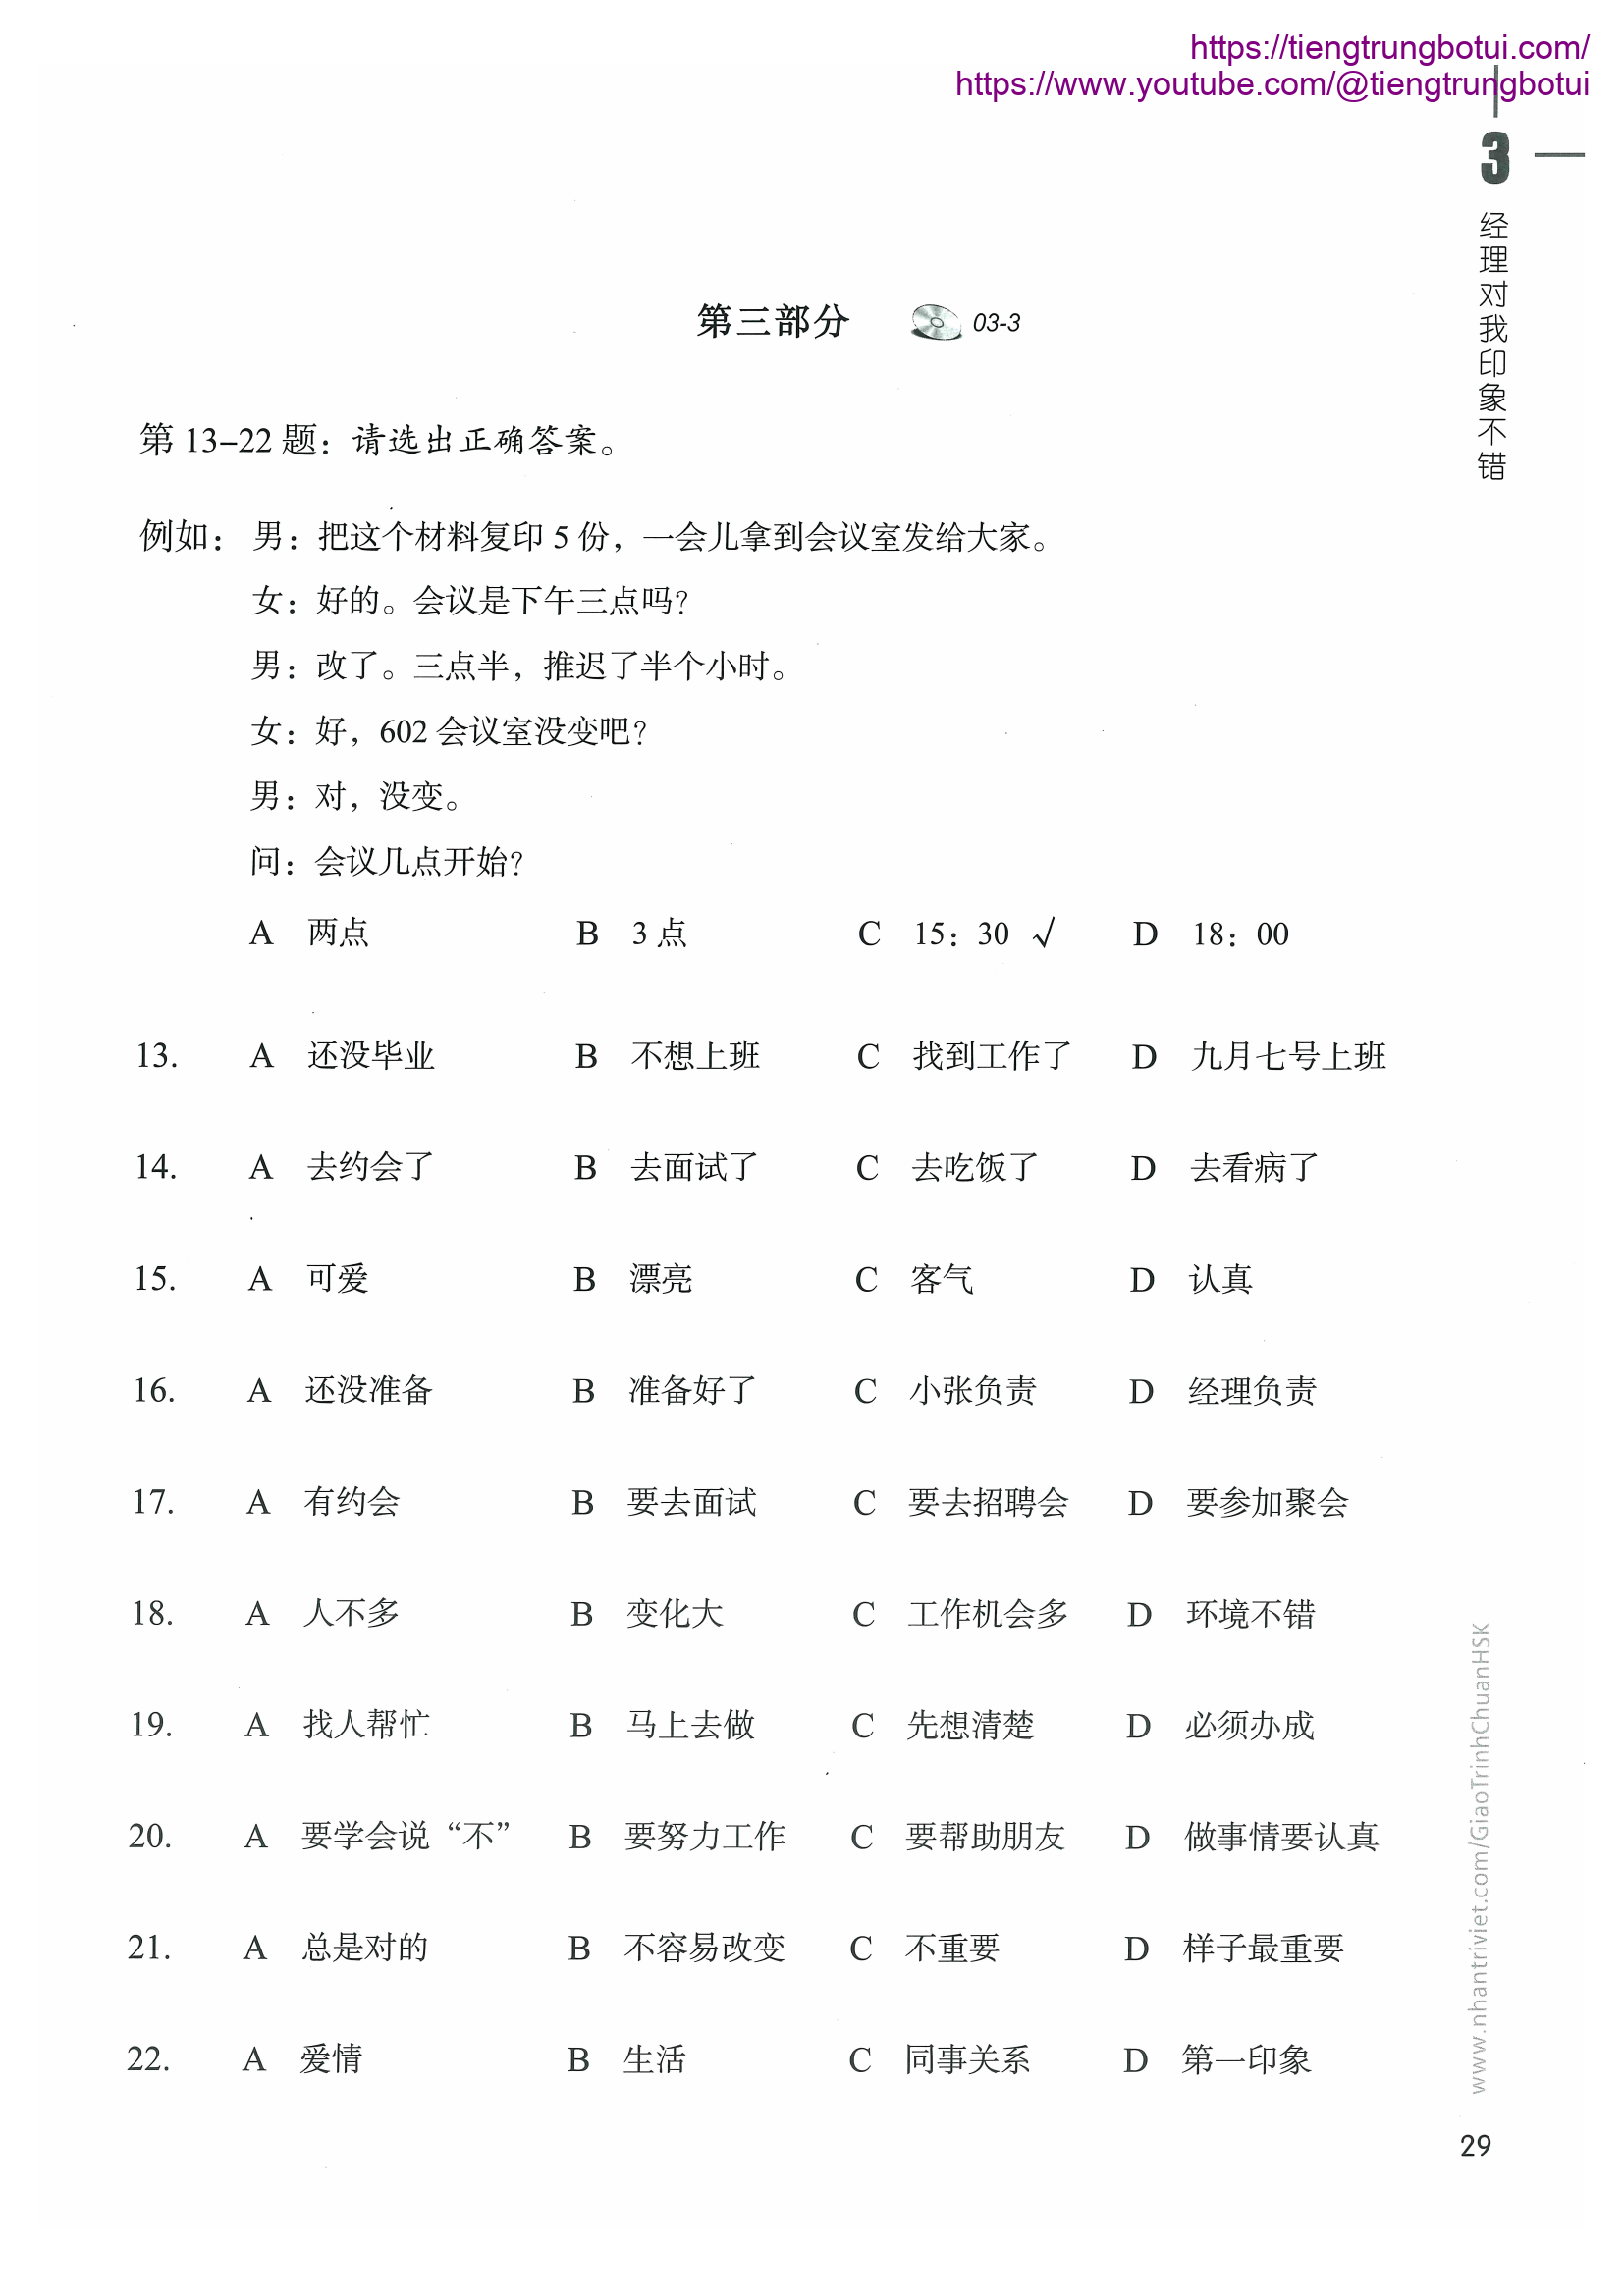 https://tiengtrungbotui.com/
https://www.youtube.com/@tiengtrungbotui
3
经理对我印象不错
第三部分 03-3
第 13–22 题：请选出正确答案。
例如：男：把这个材料复印 5 份，一会儿拿到会议室发给大家。
女：好的。会议是下午三点吗？
男：改了。三点半，推迟了半个小时。
女：好，602 会议室没变吧？
男：对，没变。
问：会议几点开始？
A 两点 B 3 点 C 15：30 √ D 18：00
13. A 还没毕业 B 不想上班 C 找到工作了 D 九月七号上班
14. A 去约会了 B 去面试了 C 去吃饭了 D 去看病了
15. A 可爱 B 漂亮 C 客气 D 认真
16. A 还没准备 B 准备好了 C 小张负责 D 经理负责
17. A 有约会 B 要去面试 C 要去招聘会 D 要参加聚会
18. A 人不多 B 变化大 C 工作机会多 D 环境不错
19. A 找人帮忙 B 马上去做 C 先想清楚 D 必须办成
20. A 要学会说“不” B 要努力工作 C 要帮助朋友 D 做事情要认真
21. A 总是对的 B 不容易改变 C 不重要 D 样子最重要
22. A 爱情 B 生活 C 同事关系 D 第一印象
www.nhantriviet.com/GiaoTrinhChuanHSK
29